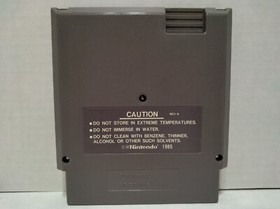 CAUTION
• DO NOT STORE IN EXTREME TEMPERATURES.
• DO NOT IMMERSE IN WATER.
• DO NOT CLEAN WITH BENZENE, THINNER,
ALCOHOL OR OTHER SUCH SOLVENTS.
Nintendo 1985